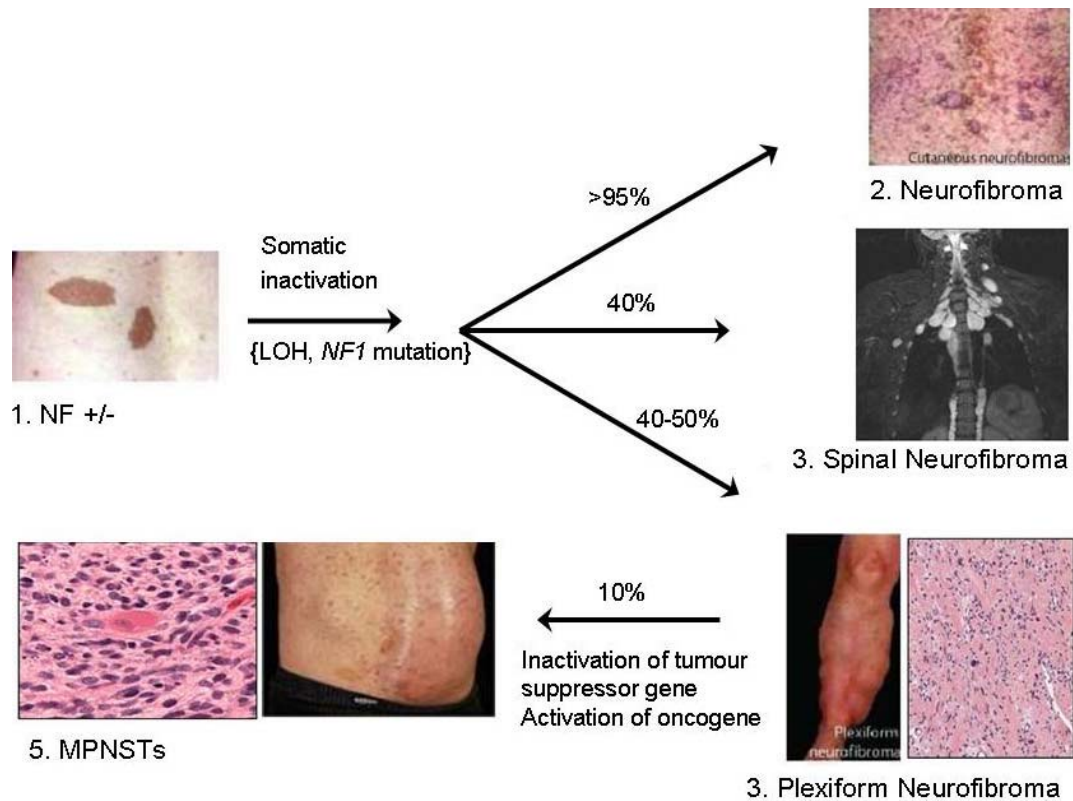 Cutaneous neurofibromas
2. Neurofibroma
>95%
Somatic
inactivation
40%
{LOH, NF1 mutation}
1. NF +/-
40-50%
3. Spinal Neurofibroma
10%
Inactivation of tumour
suppressor gene
Activation of oncogene
Plexiform
neurofibroma
5. MPNSTs
3. Plexiform Neurofibroma